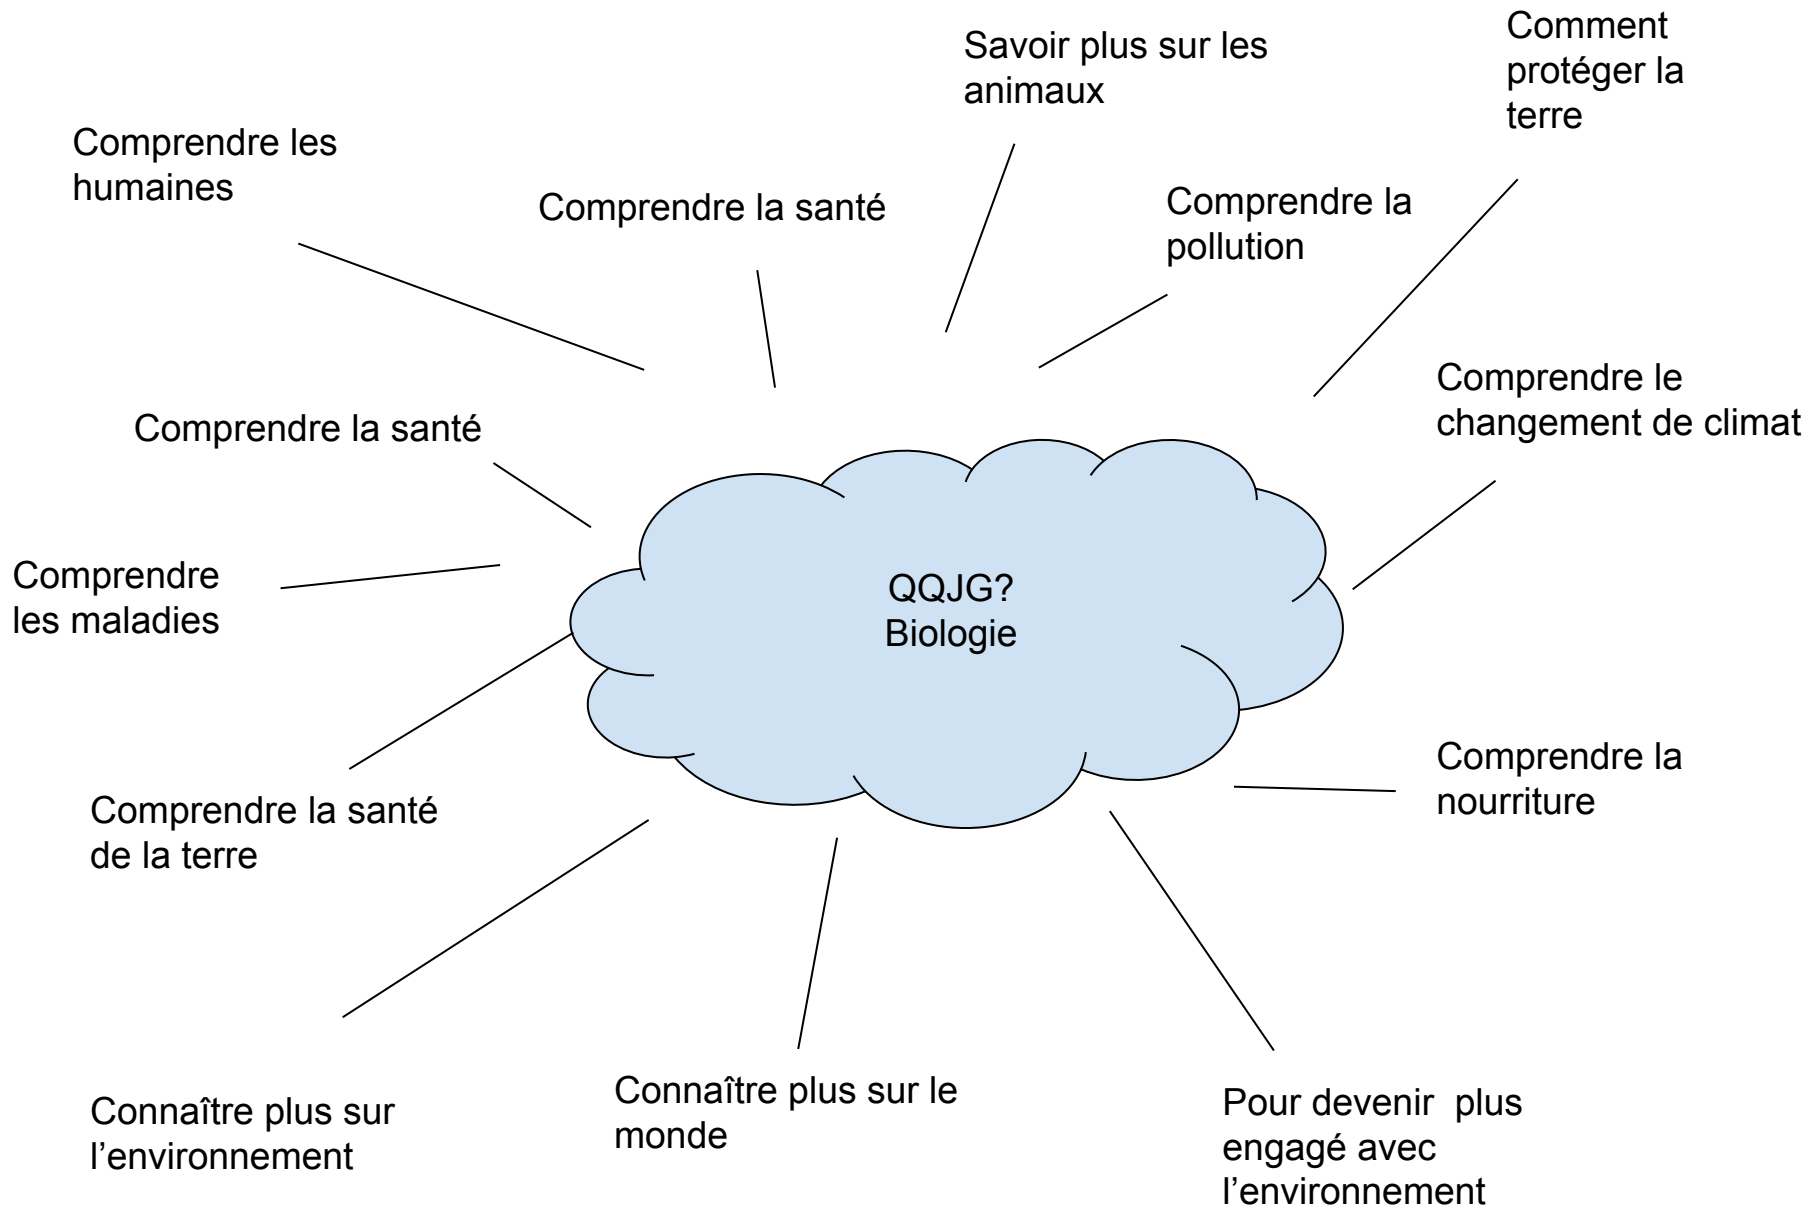 Comment
protéger la
terre
Savoir plus sur les
animaux
Comprendre les
humaines
Comprendre la santé
Comprendre la
pollution
Comprendre le
changement de climat
Comprendre la santé
Comprendre
les maladies
QQJG?
Biologie
Comprendre la
nourriture
Comprendre la santé
de la terre
Connaître plus sur
l’environnement
Connaître plus sur le
monde
Pour devenir  plus
engagé avec
l’environnement